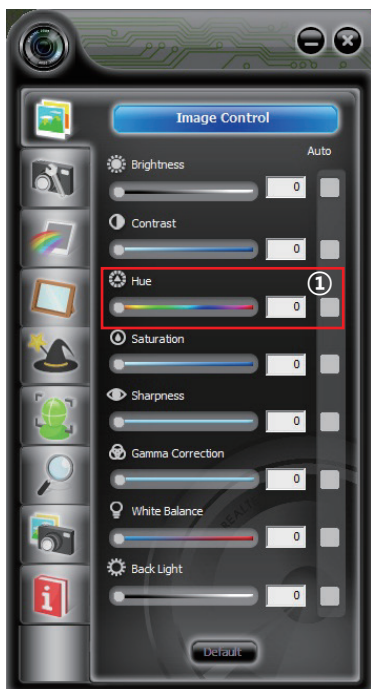 Image Control
Auto
Brightness
0
Contrast
0
Hue
①
0
Saturation
0
Sharpness
0
Gamma Correction
0
White Balance
0
Back Light
0
Default